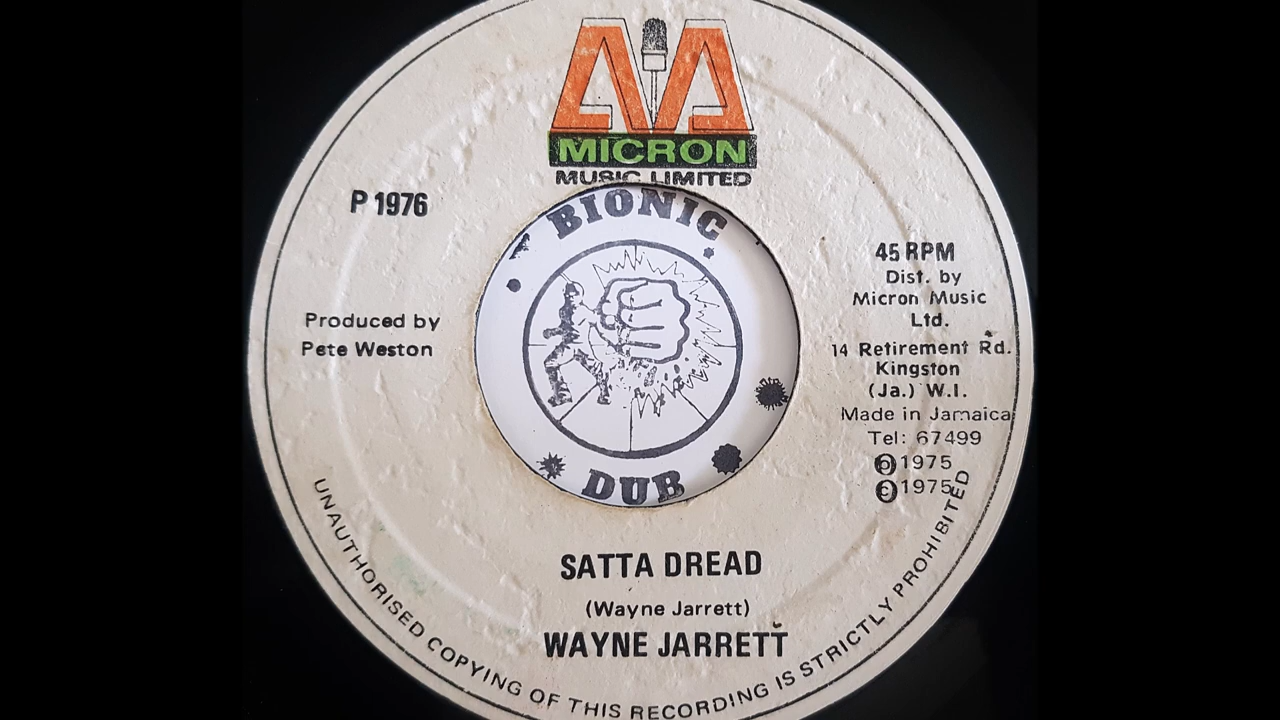 MICRON
MUSIC LIMITED
P 1976
BIONIC
DUB
Produced by
Pete Weston
45 RPM
Dist. by
Micron Music
Ltd.
14 Retirement Rd.
Kingston
(Ja.) W.I.
Made in Jamaica
Tel: 67499
℗ 1975
© 1975
SATTA DREAD
(Wayne Jarrett)
WAYNE JARRETT
UNAUTHORISED COPYING OF THIS RECORDING IS STRICTLY PROHIBITED